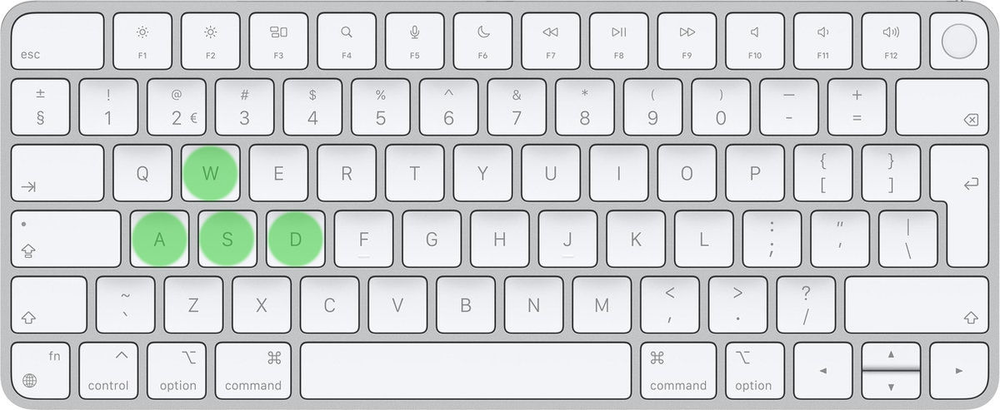 esc F1 F2 F3 F4 F5 F6 F7 F8 F9 F10 F11 F12
± ! @ # $ % ^ & * ( ) — +
§ 1 2 € 3 4 5 6 7 8 9 0 - =
Q W E R T Y U I O P { }
[ ]
A S D F G H J K L : " |
; ' \
~ Z X C V B N M < > ?
` , . /
fn
control option command command option